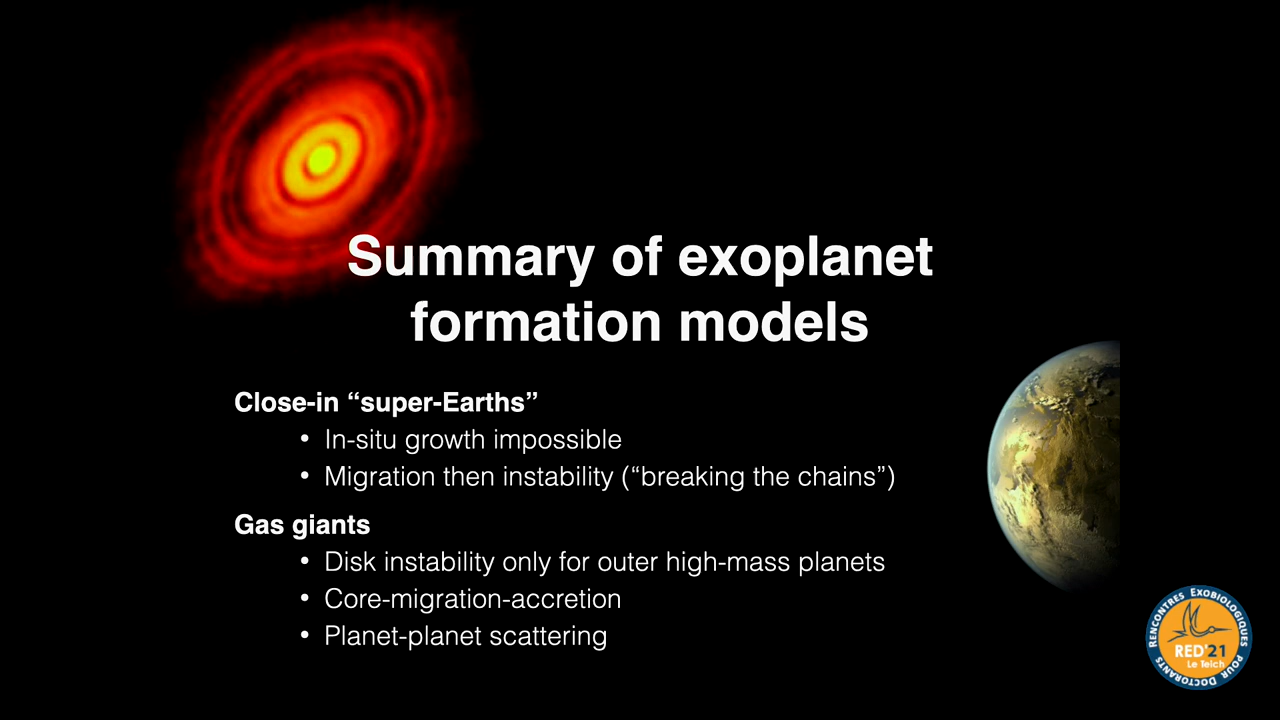 Summary of exoplanet
formation models
Close-in “super-Earths”
• In-situ growth impossible
• Migration then instability (“breaking the chains”)
Gas giants
• Disk instability only for outer high-mass planets
• Core-migration-accretion
• Planet-planet scattering
RENCONTRES EXOBIOLOGIQUES POUR DOCTORANTS
RED'21
Le Teich